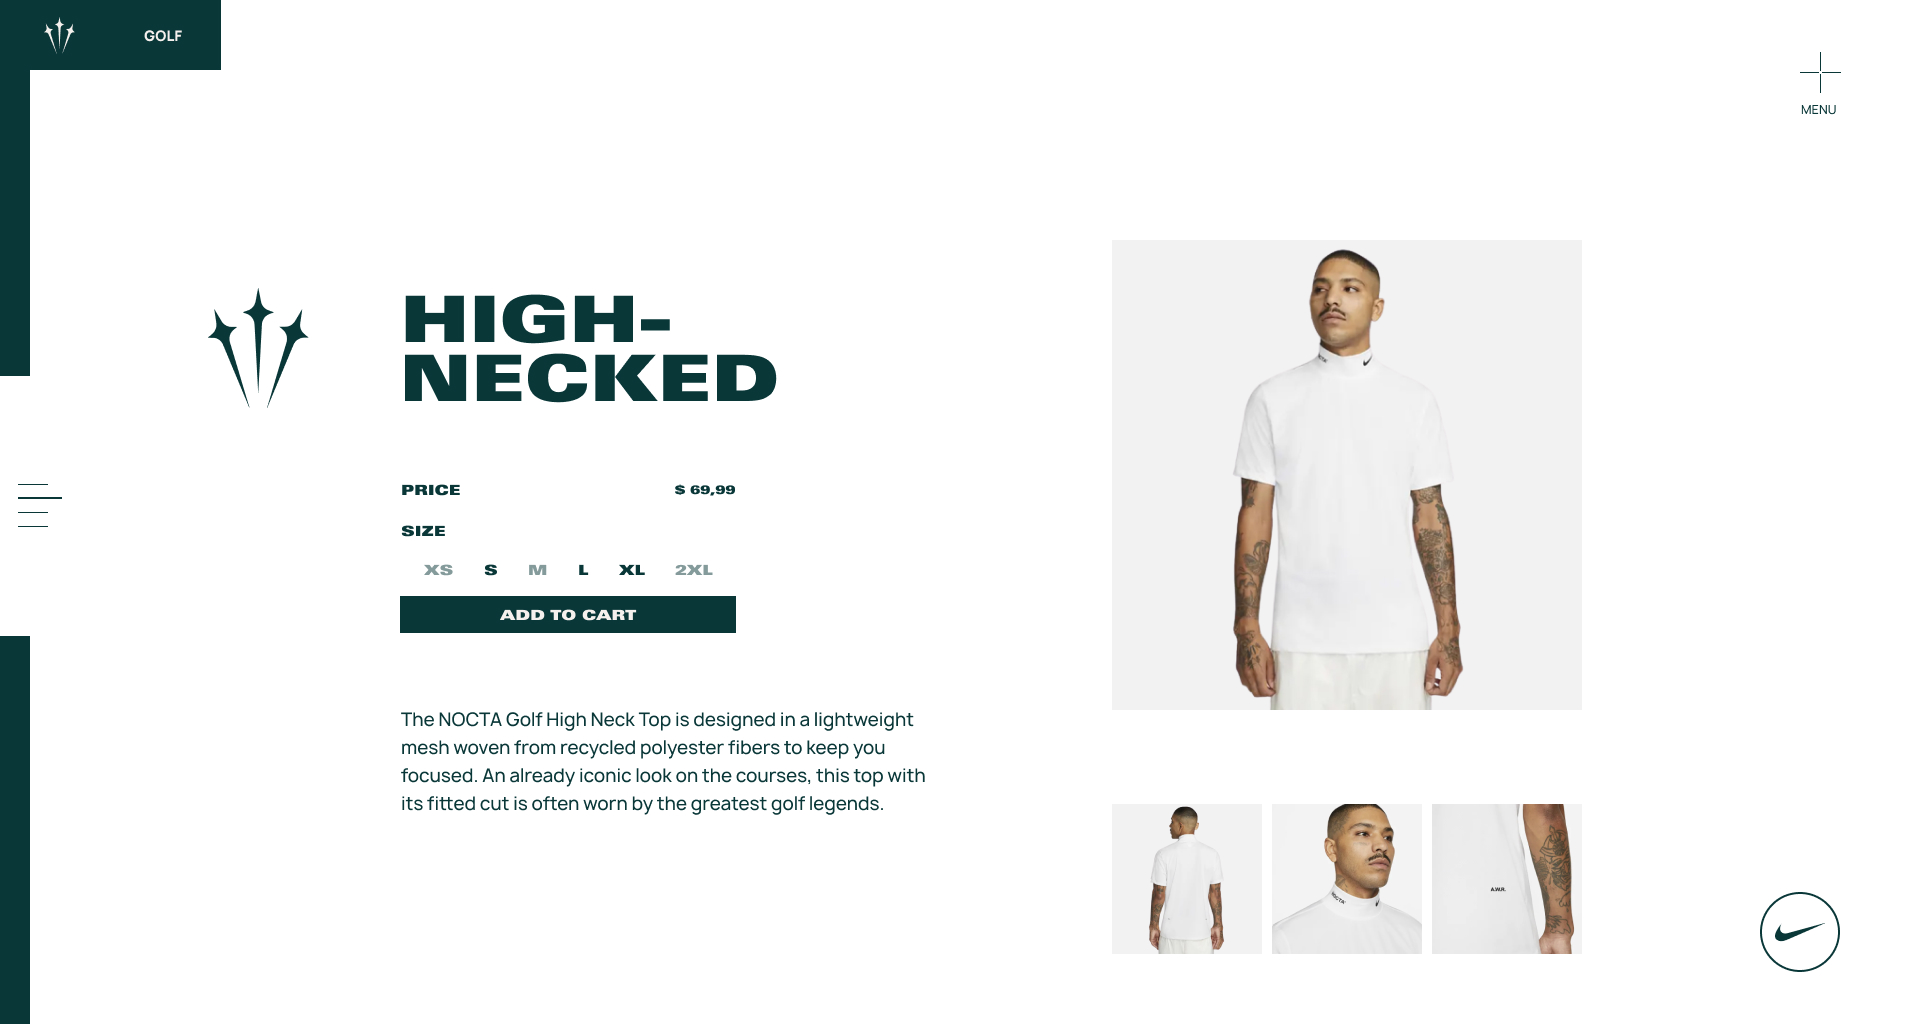 GOLF
MENU
HIGH-
NECKED
PRICE $ 69,99
SIZE
XS S M L XL 2XL
ADD TO CART
The NOCTA Golf High Neck Top is designed in a lightweight
mesh woven from recycled polyester fibers to keep you
focused. An already iconic look on the courses, this top with
its fitted cut is often worn by the greatest golf legends.
NOCTA
A.W.R.